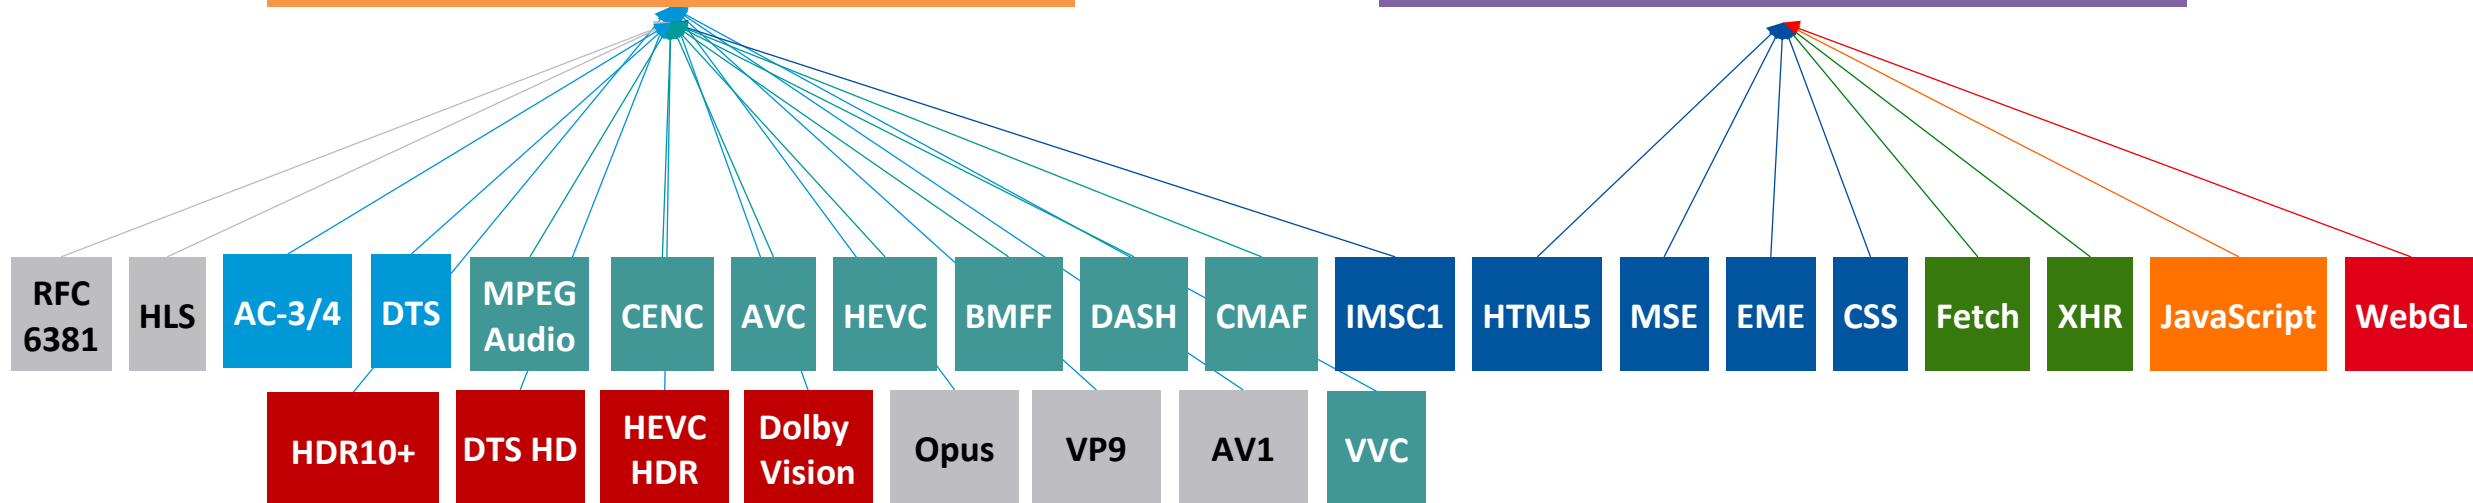 RFC
6381
HLS
AC-3/4
DTS
MPEG
Audio
CENC
AVC
HEVC
BMFF
DASH
CMAF
IMSC1
HTML5
MSE
EME
CSS
Fetch
XHR
JavaScript
WebGL
HDR10+
DTS HD
HEVC
HDR
Dolby
Vision
Opus
VP9
AV1
VVC